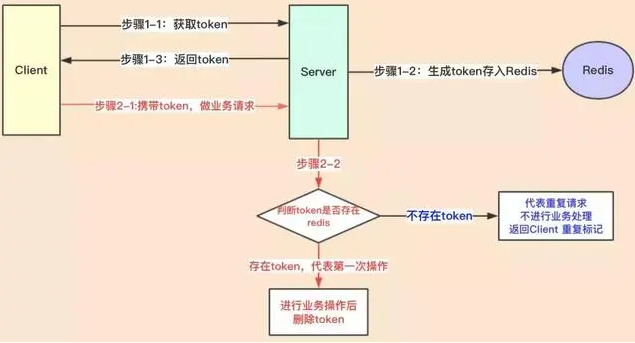 步骤1-1：获取token
步骤1-3：返回token
Client
Server
步骤1-2：生成token存入Redis
Redis
步骤2-1:携带token，做业务请求
步骤2-2
判断token是否存在
redis
不存在token
代表重复请求
不进行业务处理
返回Client 重复标记
存在token，代表第一次操作
进行业务操作后
删除token